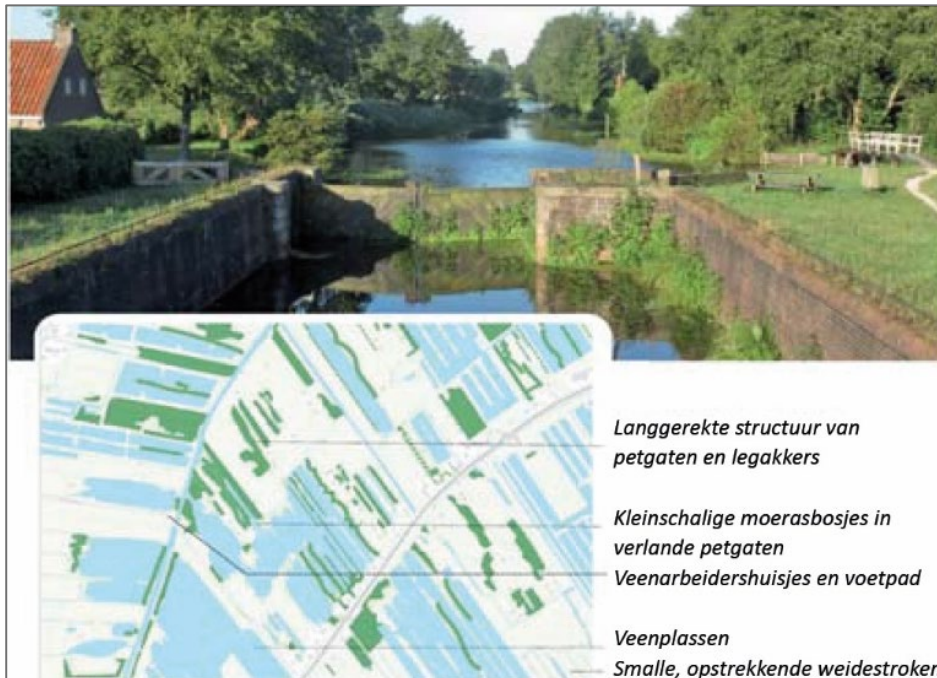 Langgerekte structuur van
petgaten en legakkers
Kleinschalige moerasbosjes in
verlande petgaten
Veenarbeidershuisjes en voetpad
Veenplassen
Smalle, opstrekkende weidestroken